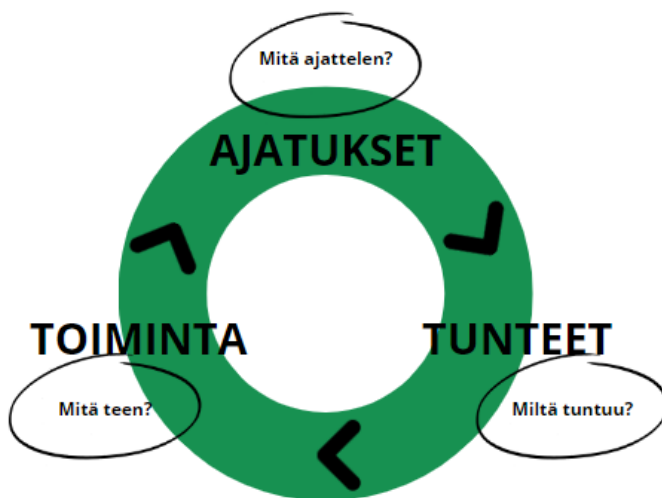 Mitä ajattelen?
AJATUKSET
TOIMINTA
TUNTEET
Mitä teen?
Miltä tuntuu?